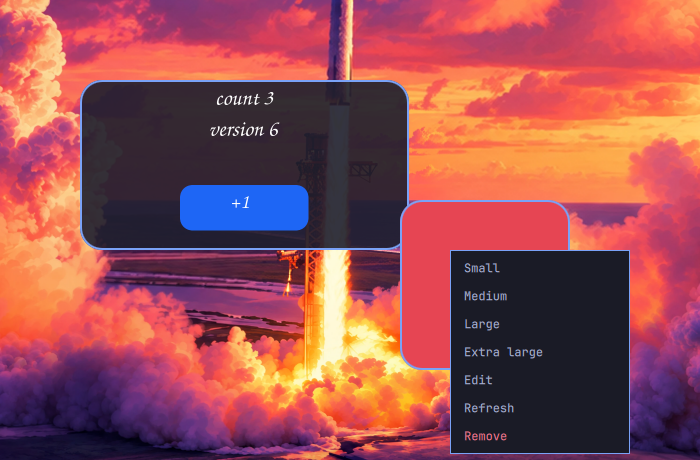 count 3
version 6
+1
Small
Medium
Large
Extra large
Edit
Refresh
Remove